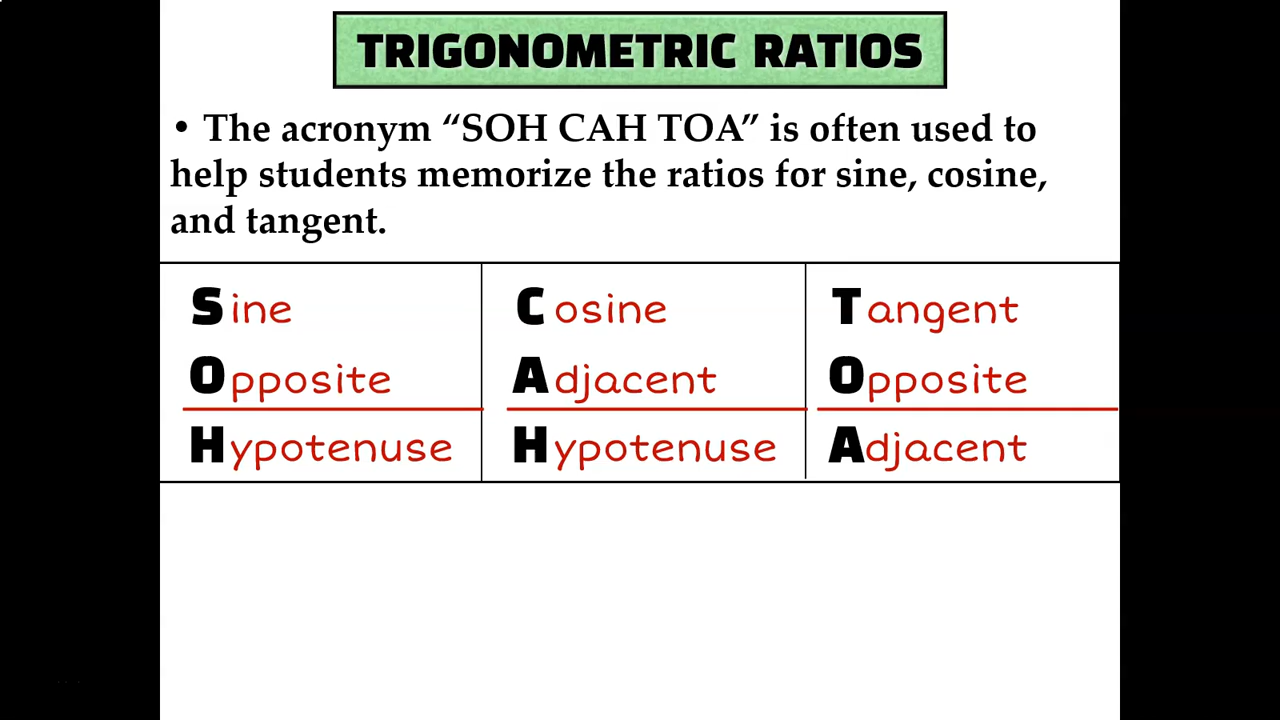 TRIGONOMETRIC RATIOS
• The acronym “SOH CAH TOA” is often used to
help students memorize the ratios for sine, cosine,
and tangent.
Sine
Opposite
Hypotenuse
Cosine
Adjacent
Hypotenuse
Tangent
Opposite
Adjacent